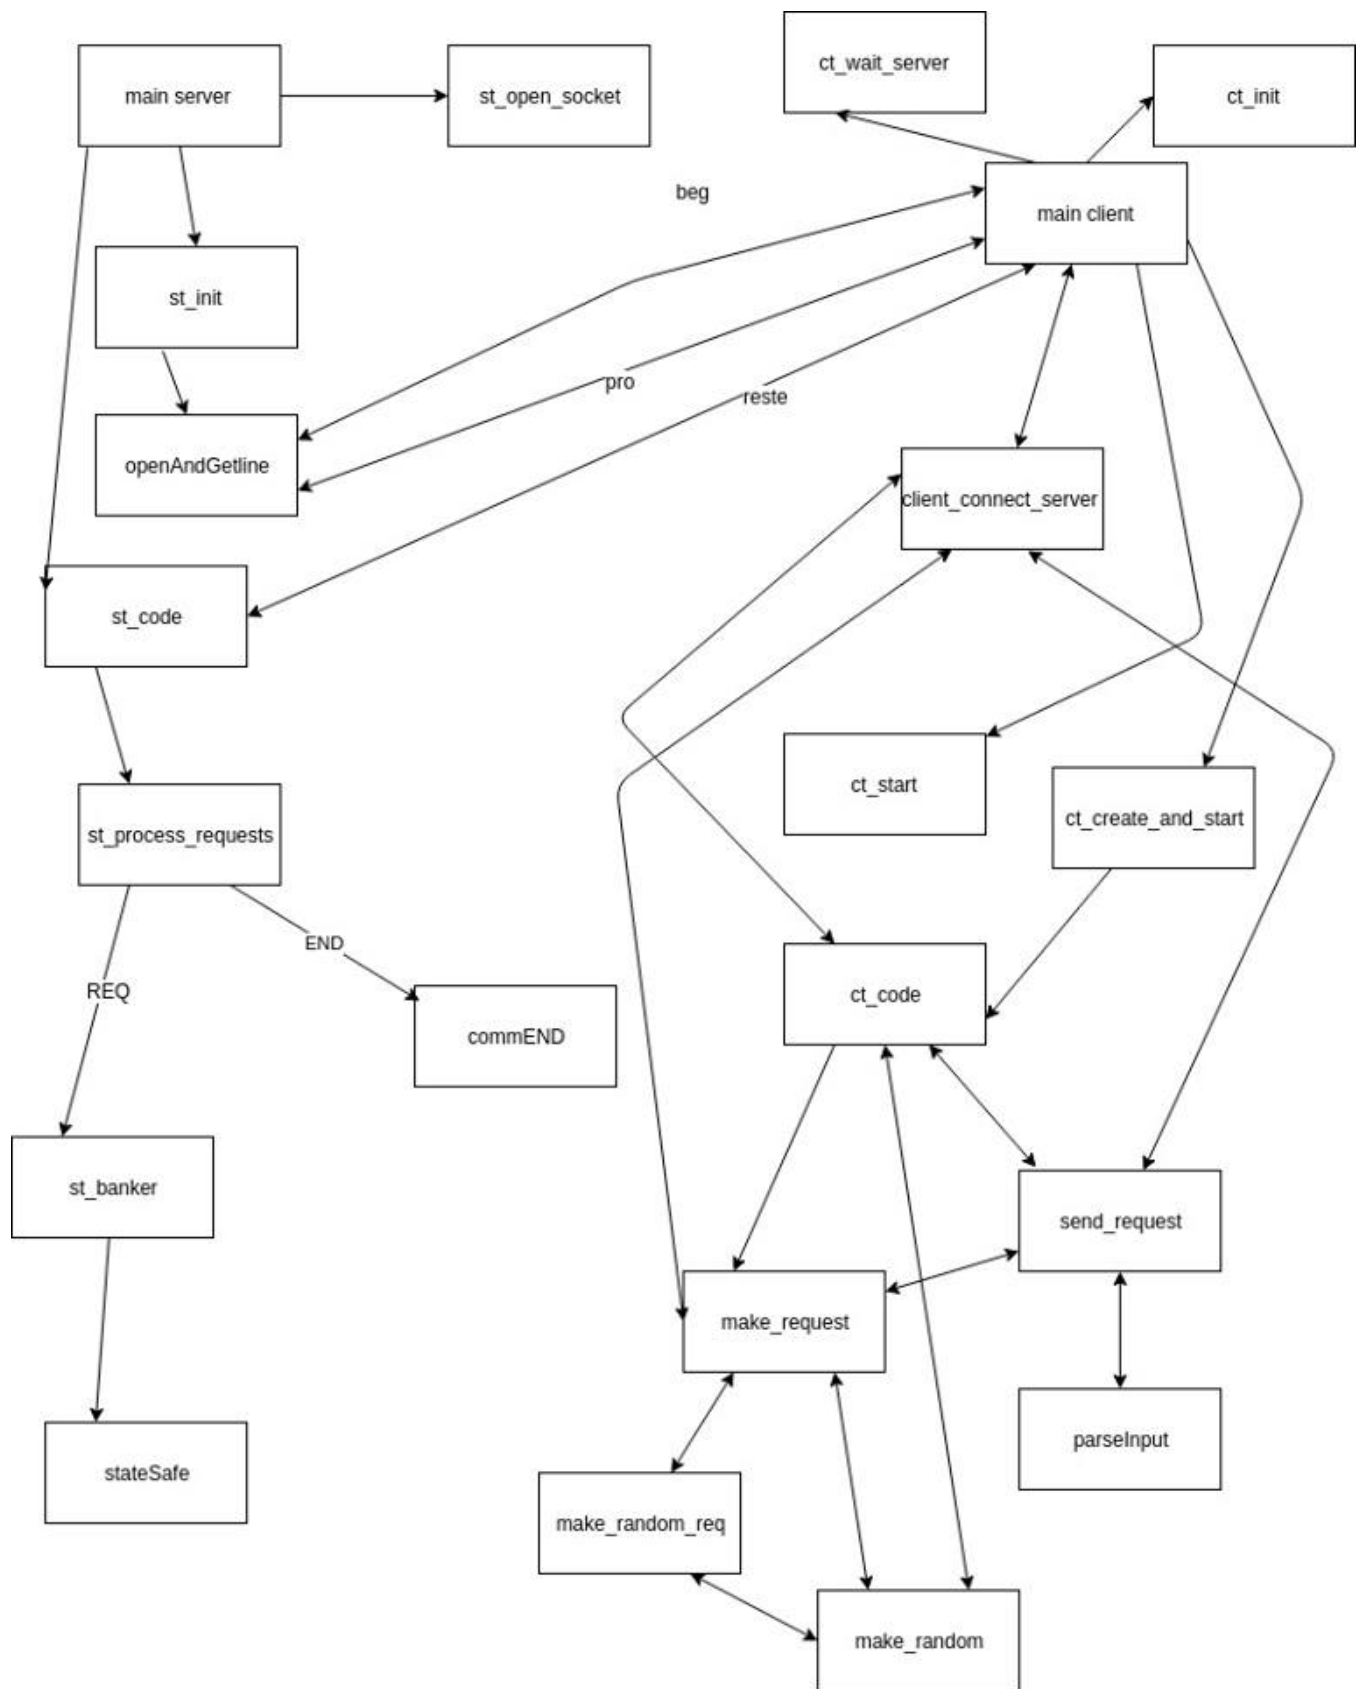 ct_wait_server
main server
st_open_socket
ct_init
beg
main client
st_init
pro
reste
openAndGetline
client_connect_server
st_code
ct_start
ct_create_and_start
st_process_requests
END
REQ
ct_code
commEND
st_banker
send_request
make_request
parseInput
stateSafe
make_random_req
make_random